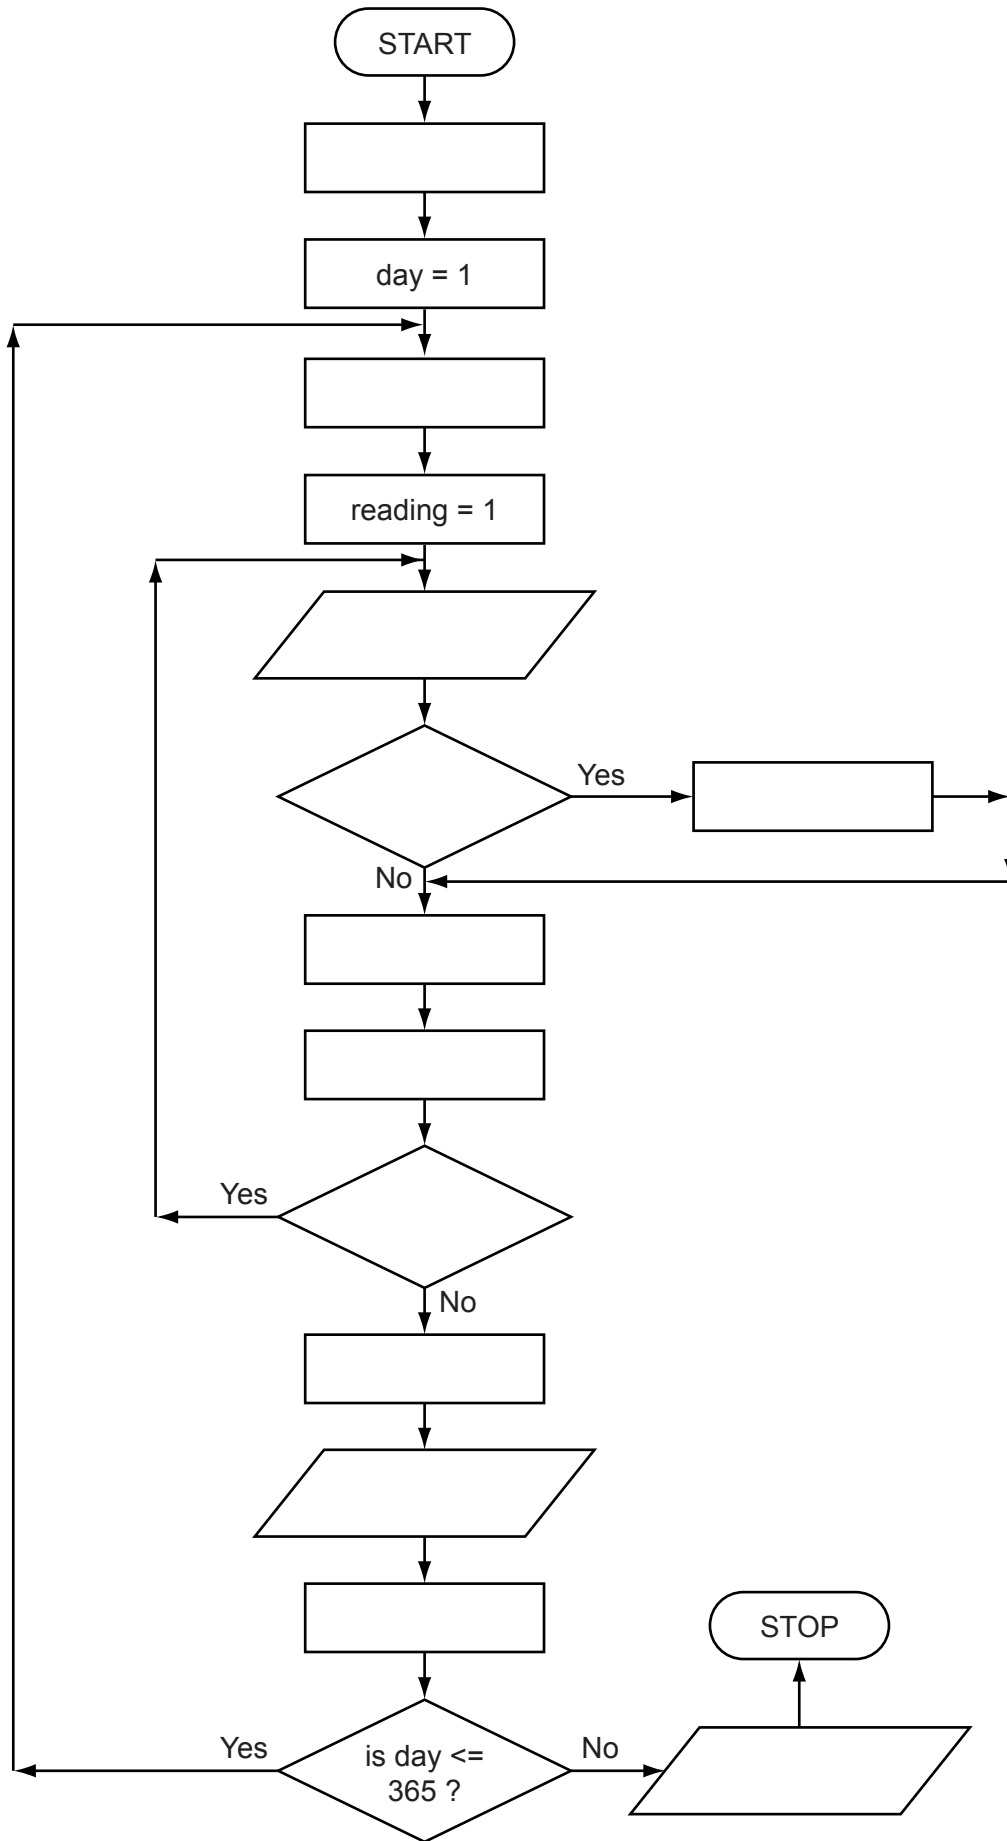 START
day = 1
reading = 1
Yes
No
Yes
No
STOP
Yes
is day <=
365 ?
No